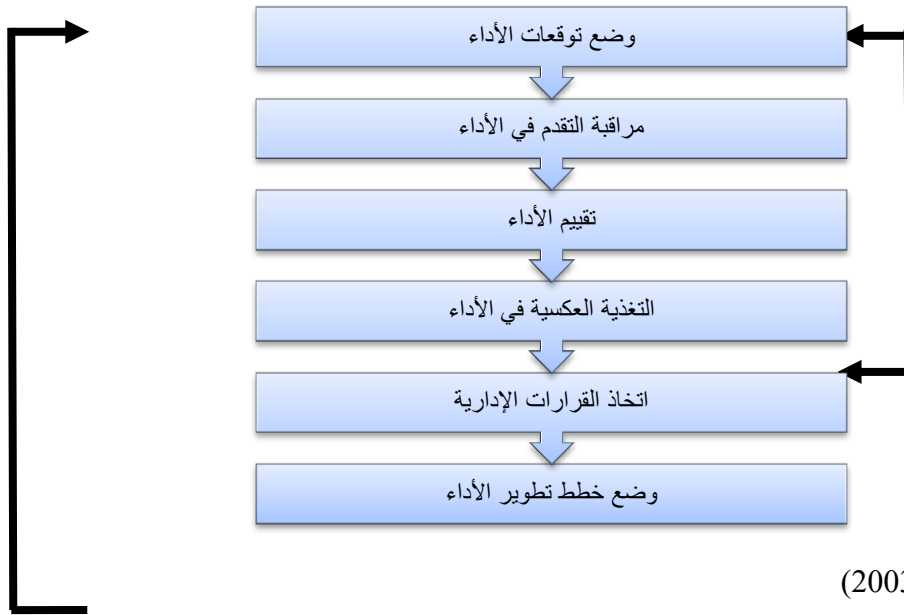 وضع توقعات الأداء
مراقبة التقدم في الأداء
تقييم الأداء
التغذية العكسية في الأداء
اتخاذ القرارات الإدارية
وضع خطط تطوير الأداء
(2003